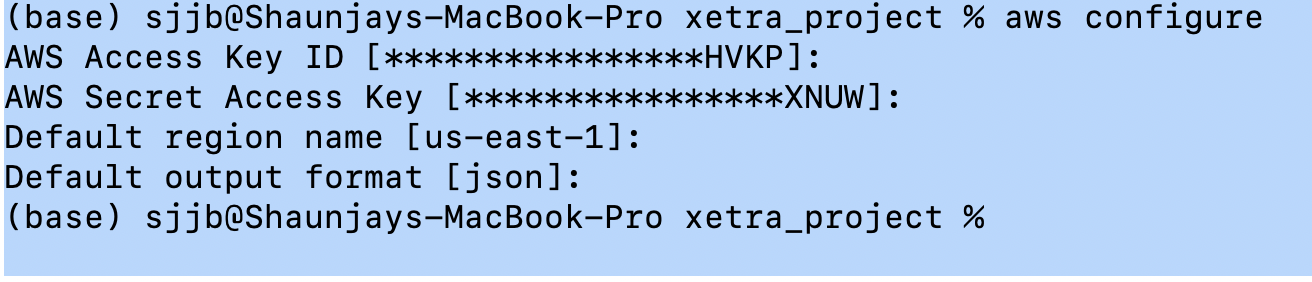 (base) sjjb@Shaunjays-MacBook-Pro xetra_project % aws configure
AWS Access Key ID [****************HVKP]:
AWS Secret Access Key [****************XNUW]:
Default region name [us-east-1]:
Default output format [json]:
(base) sjjb@Shaunjays-MacBook-Pro xetra_project %